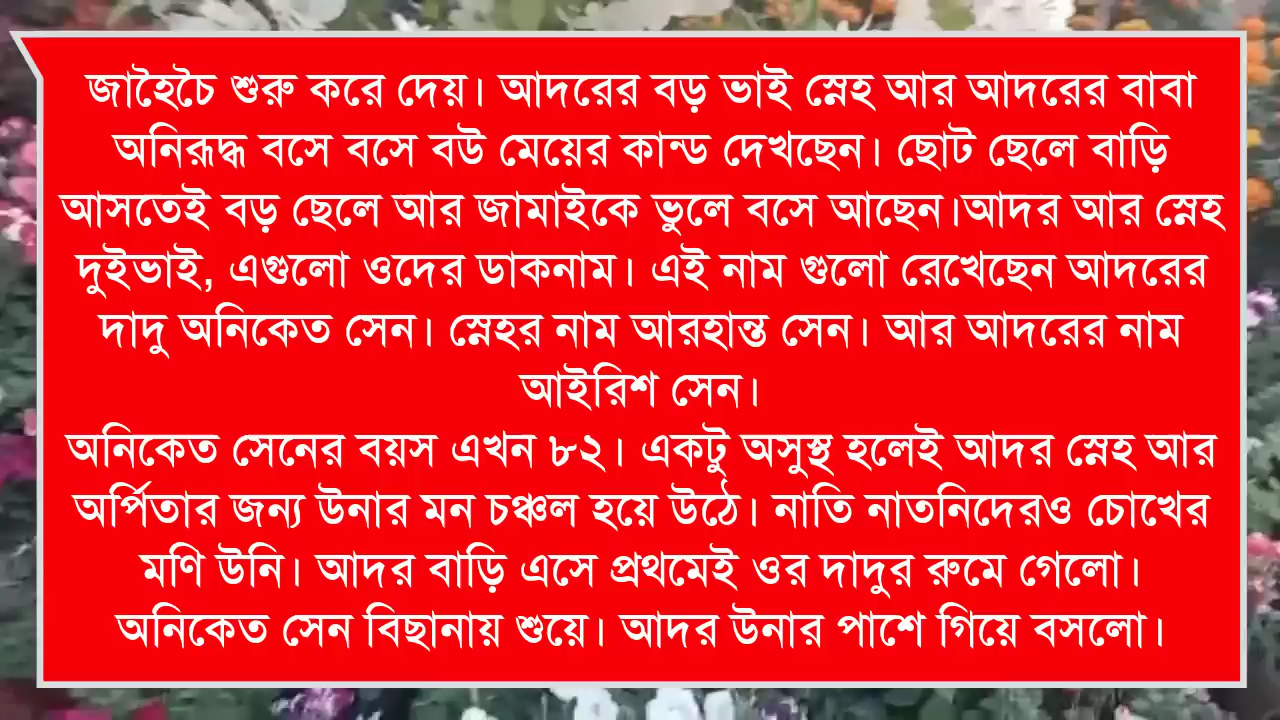 জাহৈচৈ শুরু করে দেয়। আদরের বড় ভাই স্নেহ আর আদরের বাবা
অনিরূদ্ধ বসে বসে বউ মেয়ের কান্ড দেখছেন। ছোট ছেলে বাড়ি
আসতেই বড় ছেলে আর জামাইকে ভুলে বসে আছেন।আদর আর স্নেহ
দুইভাই, এগুলো ওদের ডাকনাম। এই নাম গুলো রেখেছেন আদরের
দাদু অনিকেত সেন। স্নেহর নাম আরহান্ত সেন। আর আদরের নাম
আইরিশ সেন।
অনিকেত সেনের বয়স এখন ৮২। একটু অসুস্থ হলেই আদর স্নেহ আর
অর্পিতার জন্য উনার মন চঞ্চল হয়ে উঠে। নাতি নাতনিদেরও চোখের
মণি উনি। আদর বাড়ি এসে প্রথমেই ওর দাদুর রুমে গেলো।
অনিকেত সেন বিছানায় শুয়ে। আদর উনার পাশে গিয়ে বসলো।